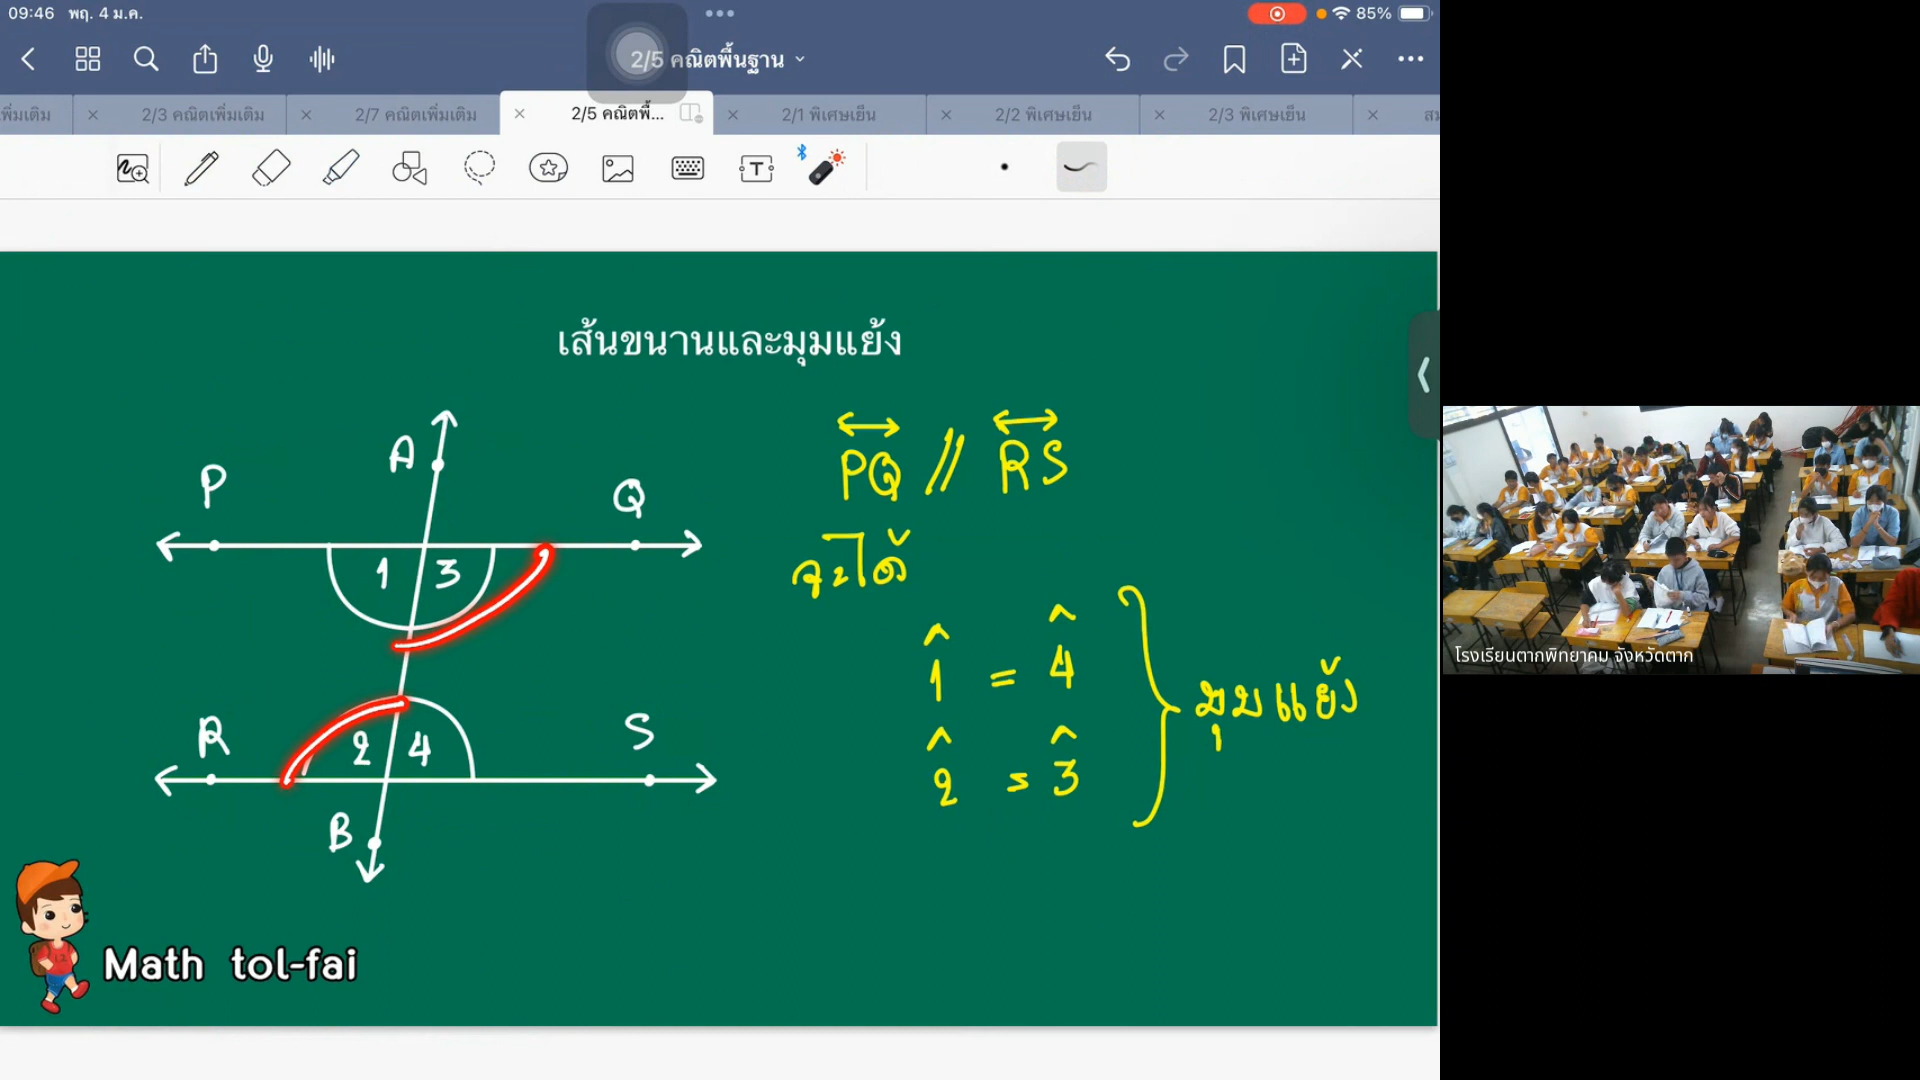 09:46 พฤ. 4 ม.ค.
85%
2/5 คณิตพื้นฐาน
พิ่มเติม
2/3 คณิตเพิ่มเติม
2/7 คณิตเพิ่มเติม
2/5 คณิตพื้...
2/1 พิเศษเย็น
2/2 พิเศษเย็น
2/3 พิเศษเย็น
สม
เส้นขนานและมุมแย้ง
A
P
Q
1 3
R
2 4
S
B
PQ // RS
จะได้
1̂ = 4̂
2̂ = 3̂
มุมแย้ง
Math tol-fai
โรงเรียนตากพิทยาคม จังหวัดตาก